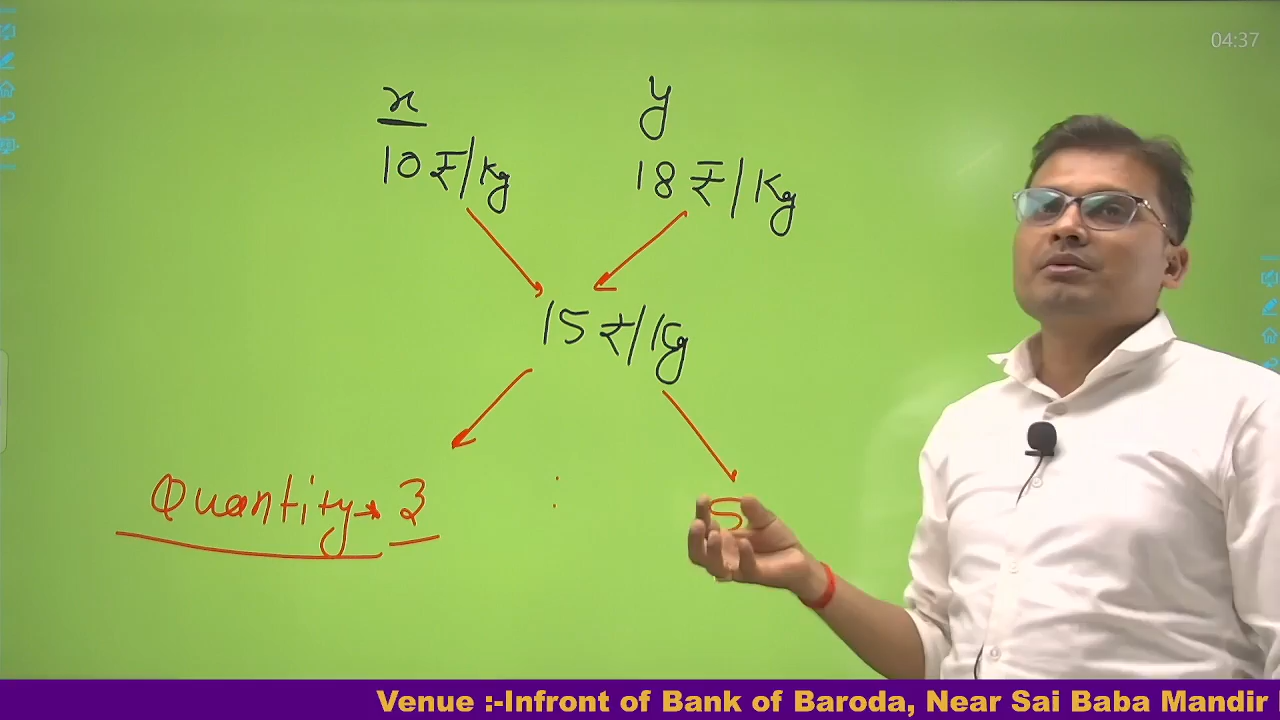 04:37
x y
10 ₹/Kg 18 ₹/Kg
15 ₹/Kg
Quantity → 3 : 5
Venue :-Infront of Bank of Baroda, Near Sai Baba Mandir